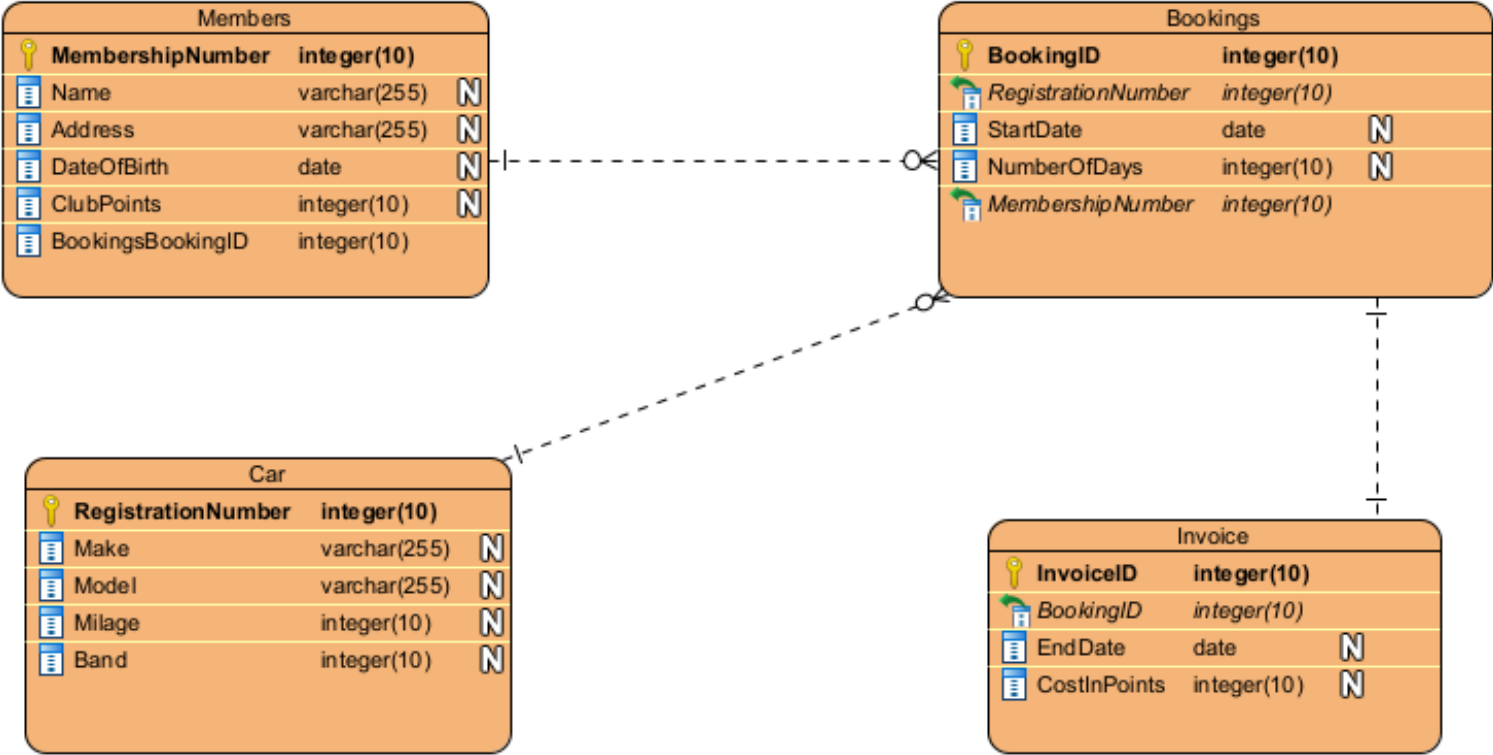 Members
MembershipNumber integer(10)
Name varchar(255) N
Address varchar(255) N
DateOfBirth date N
ClubPoints integer(10) N
BookingsBookingID integer(10)
Bookings
BookingID integer(10)
RegistrationNumber integer(10)
StartDate date N
NumberOfDays integer(10) N
MembershipNumber integer(10)
Car
RegistrationNumber integer(10)
Make varchar(255) N
Model varchar(255) N
Milage integer(10) N
Band integer(10) N
Invoice
InvoiceID integer(10)
BookingID integer(10)
EndDate date N
CostInPoints integer(10) N